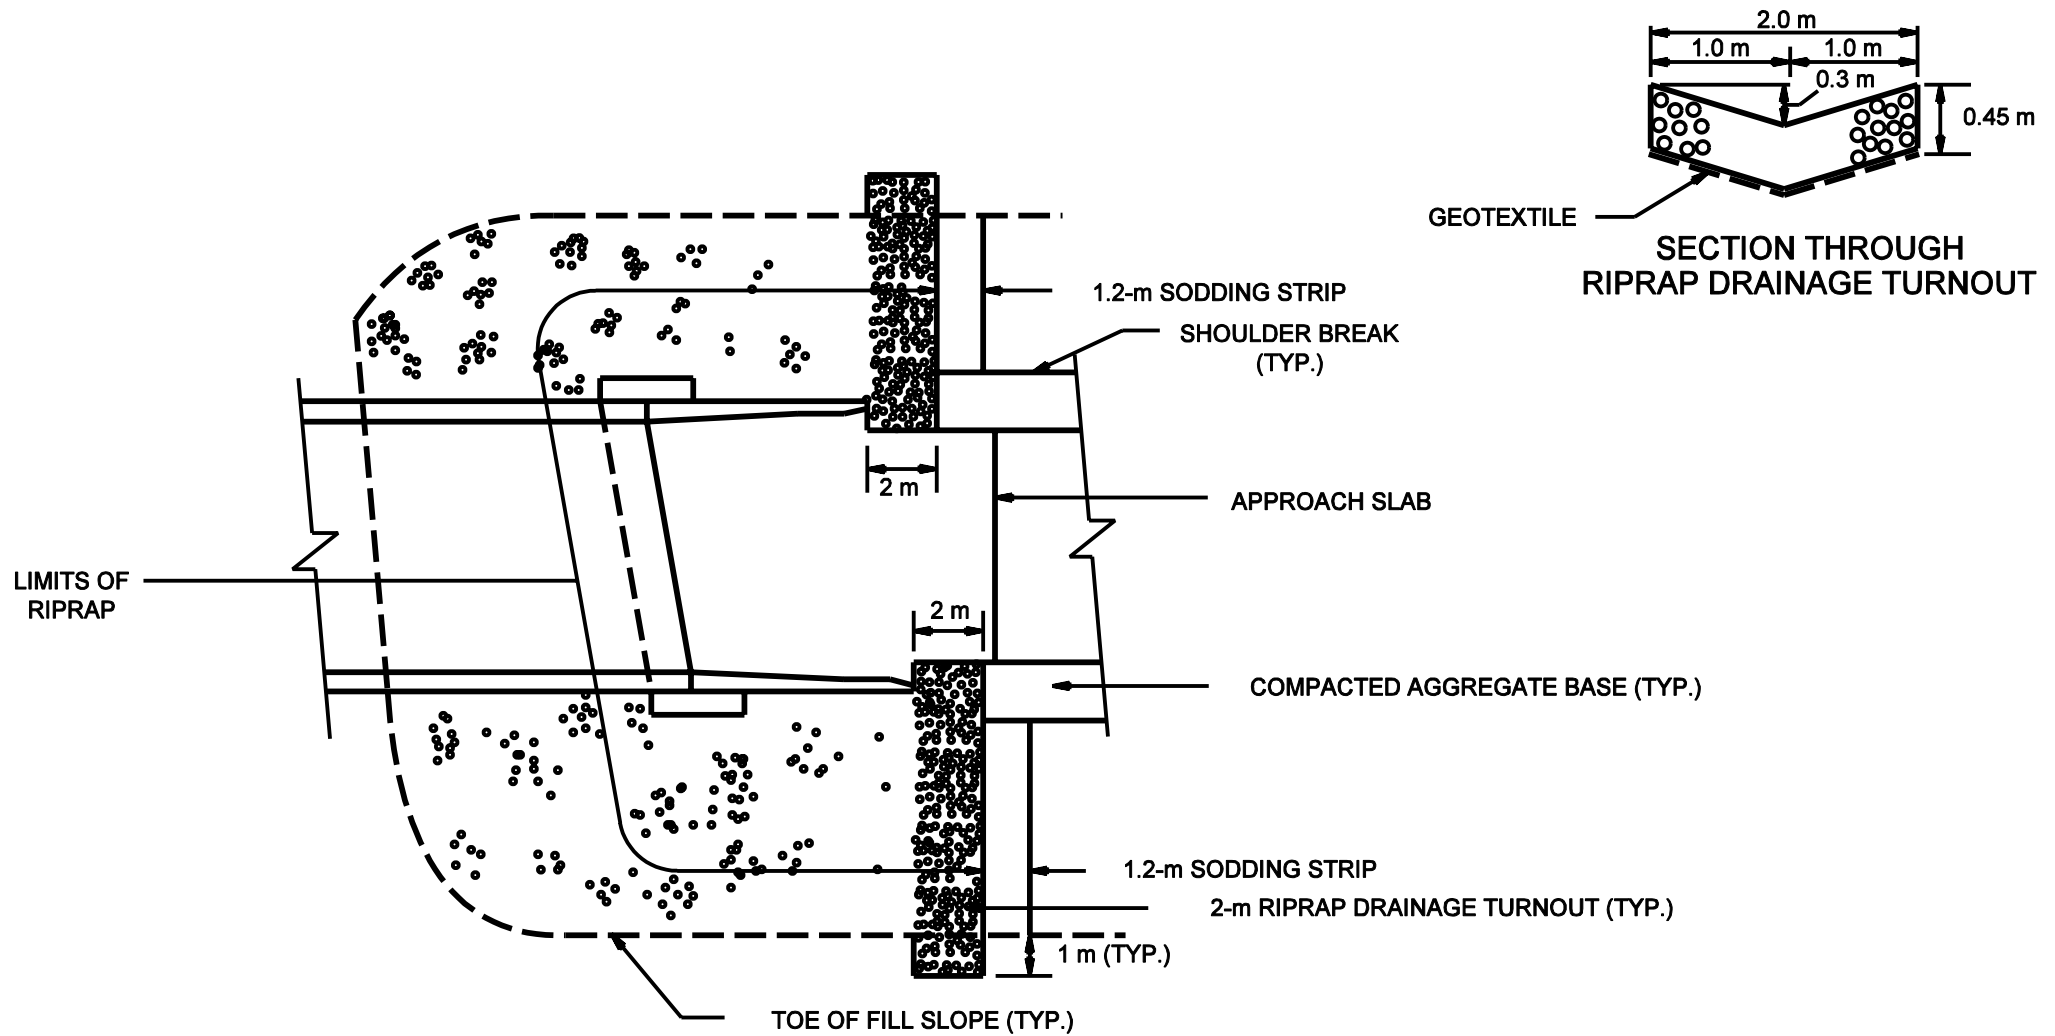 2.0 m
1.0 m
1.0 m
0.3 m
0.45 m
GEOTEXTILE
SECTION THROUGH
RIPRAP DRAINAGE TURNOUT
1.2-m SODDING STRIP
SHOULDER BREAK
(TYP.)
2 m
APPROACH SLAB
LIMITS OF
RIPRAP
2 m
COMPACTED AGGREGATE BASE (TYP.)
1.2-m SODDING STRIP
2-m RIPRAP DRAINAGE TURNOUT (TYP.)
1 m (TYP.)
TOE OF FILL SLOPE (TYP.)